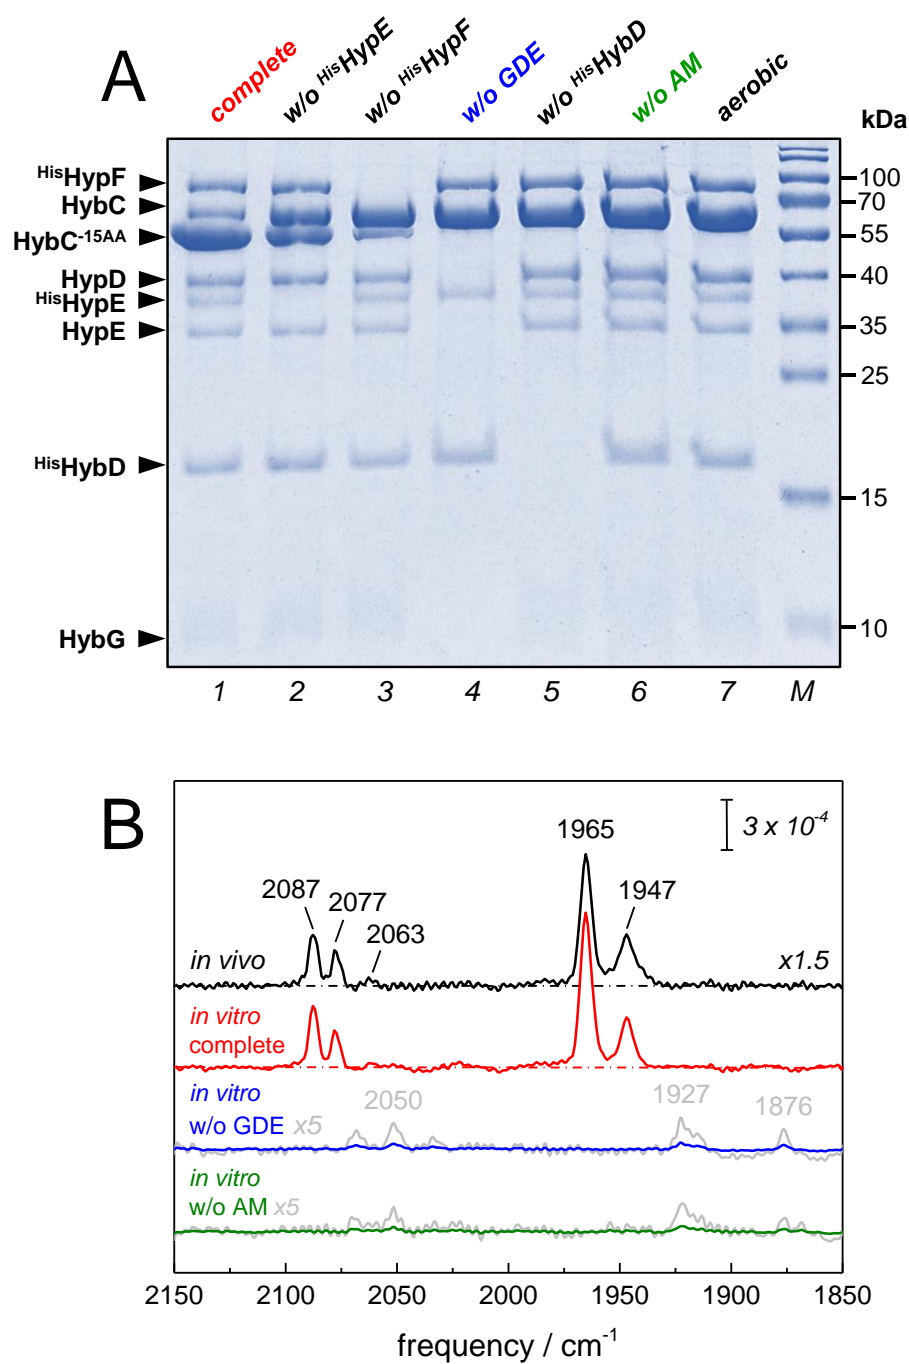 A
complete
w/o HisHypE
w/o HisHypF
w/o GDE
w/o HisHybD
w/o AM
aerobic
kDa
HisHypF
HybC
HybC-15AA
HypD
HisHypE
HypE
HisHybD
HybG
100
70
55
40
35
25
15
10
1 2 3 4 5 6 7 M
B
3 x 10-4
1965
2087
2077
2063
1947
in vivo
x1.5
in vitro
complete
in vitro
w/o GDE x5
2050
1927
1876
in vitro
w/o AM x5
2150 2100 2050 2000 1950 1900 1850
frequency / cm-1